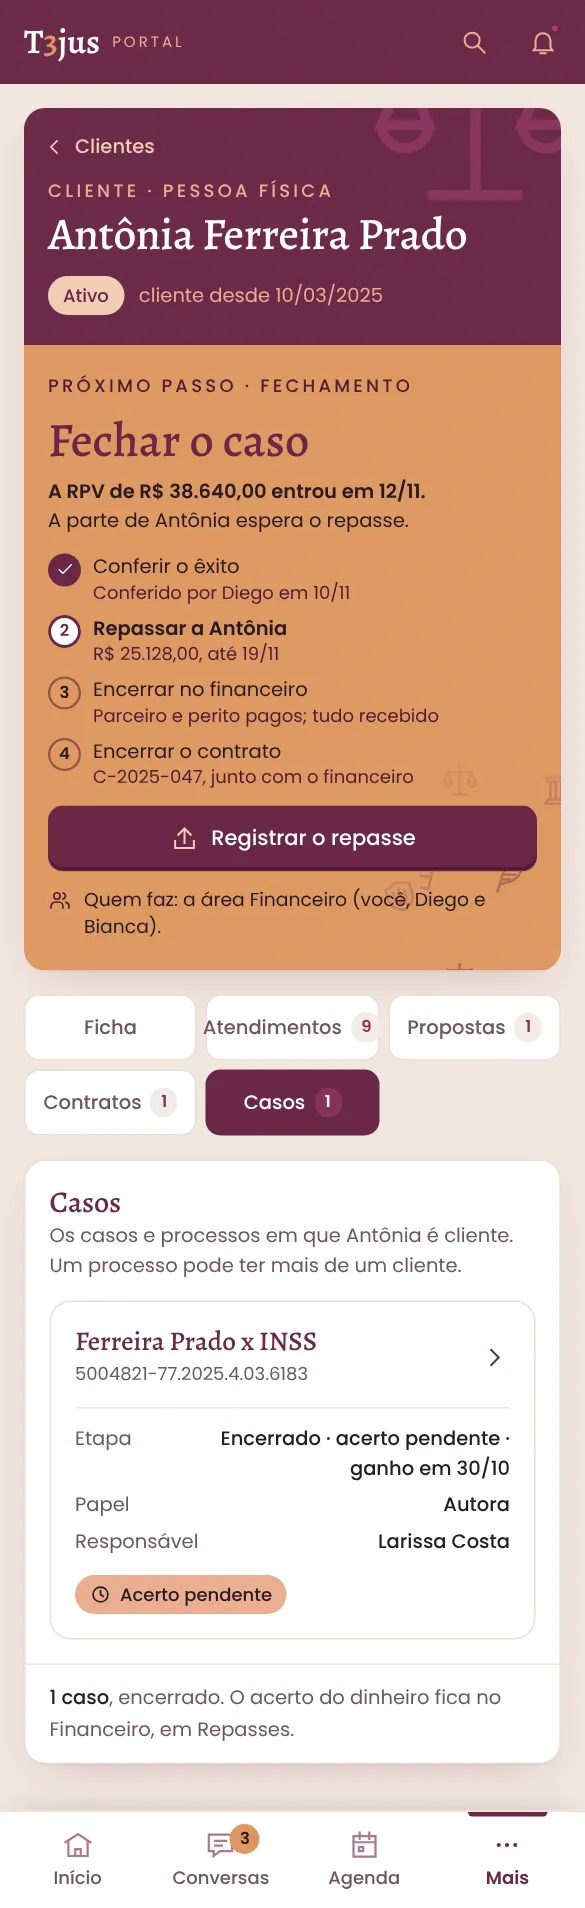 T3jus PORTAL
Clientes
CLIENTE · PESSOA FÍSICA
Antônia Ferreira Prado
Ativo cliente desde 10/03/2025
PRÓXIMO PASSO · FECHAMENTO
Fechar o caso
A RPV de R$ 38.640,00 entrou em 12/11.
A parte de Antônia espera o repasse.
Conferir o êxito
Conferido por Diego em 10/11
2 Repassar a Antônia
R$ 25.128,00, até 19/11
3 Encerrar no financeiro
Parceiro e perito pagos; tudo recebido
4 Encerrar o contrato
C-2025-047, junto com o financeiro
Registrar o repasse
Quem faz: a área Financeiro (você, Diego e
Bianca).
Ficha Atendimentos 9 Propostas 1
Contratos 1 Casos 1
Casos
Os casos e processos em que Antônia é cliente.
Um processo pode ter mais de um cliente.
Ferreira Prado x INSS
5004821-77.2025.4.03.6183
Etapa Encerrado · acerto pendente ·
ganho em 30/10
Papel Autora
Responsável Larissa Costa
Acerto pendente
1 caso, encerrado. O acerto do dinheiro fica no
Financeiro, em Repasses.
3
Início Conversas Agenda Mais